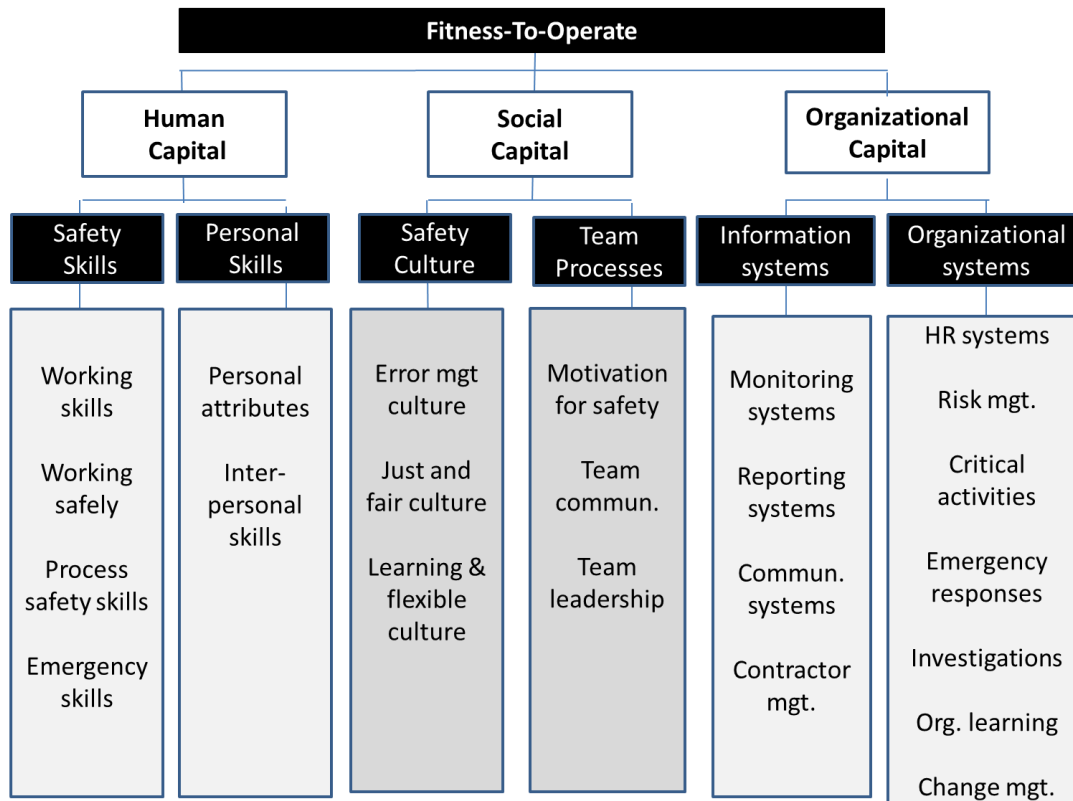 Fitness-To-Operate
Human
Capital
Social
Capital
Organizational
Capital
Safety
Skills
Personal
Skills
Safety
Culture
Team
Processes
Information
systems
Organizational
systems
Working
skills
Working
safely
Process
safety skills
Emergency
skills
Personal
attributes
Inter-
personal
skills
Error mgt
culture
Just and
fair culture
Learning &
flexible
culture
Motivation
for safety
Team
commun.
Team
leadership
Monitoring
systems
Reporting
systems
Commun.
systems
Contractor
mgt.
HR systems
Risk mgt.
Critical
activities
Emergency
responses
Investigations
Org. learning
Change mgt.